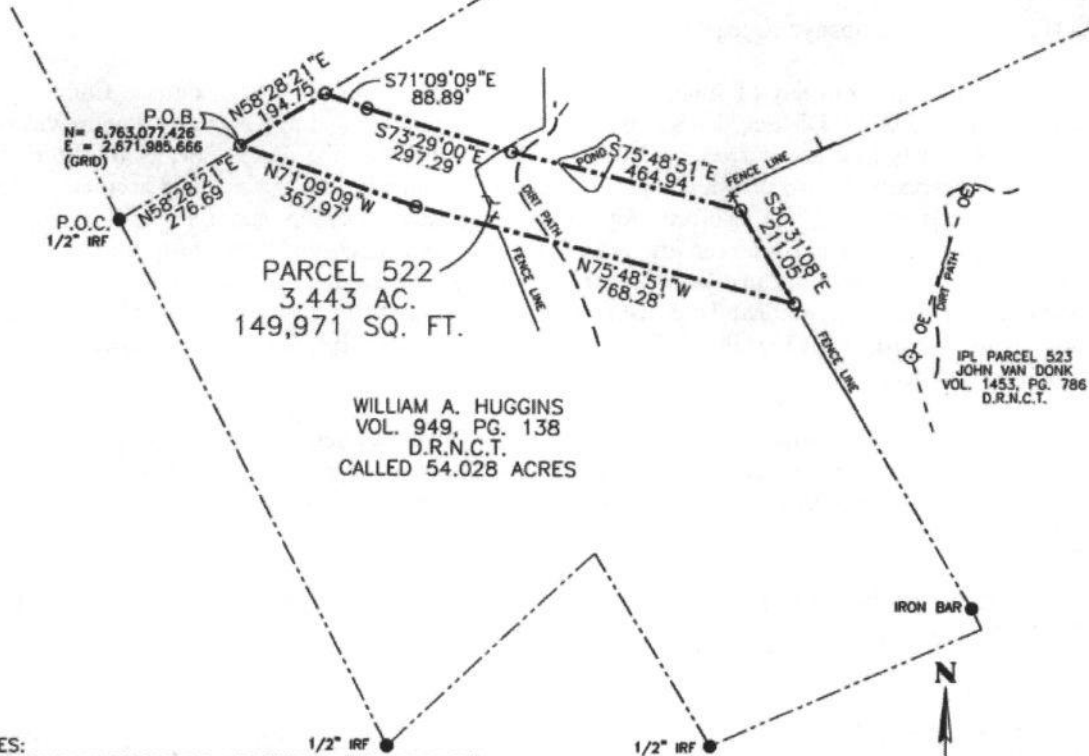 N58°28'21"E
194.75
S71°09'09"E
88.89'
P.O.B.
N= 6,763,077.426
E = 2,671,985.666
(GRID)
S73°29'00"E
297.29
POND
S75°48'51"E
464.94'
FENCE LINE
N58°28'21"E
276.69
N71°09'09"W
367.97'
DIRT PATH
S30°31'08"E
211.05'
OE
P.O.C.
1/2" IRF
PARCEL 522
3.443 AC.
149,971 SQ. FT.
FENCE LINE
N75°48'51"W
768.28'
DIRT PATH
OE
FENCE LINE
IPL PARCEL 523
JOHN VAN DONK
VOL. 1453, PG. 786
D.R.N.C.T.
WILLIAM A. HUGGINS
VOL. 949, PG. 138
D.R.N.C.T.
CALLED 54.028 ACRES
IRON BAR
N
1/2" IRF
1/2" IRF